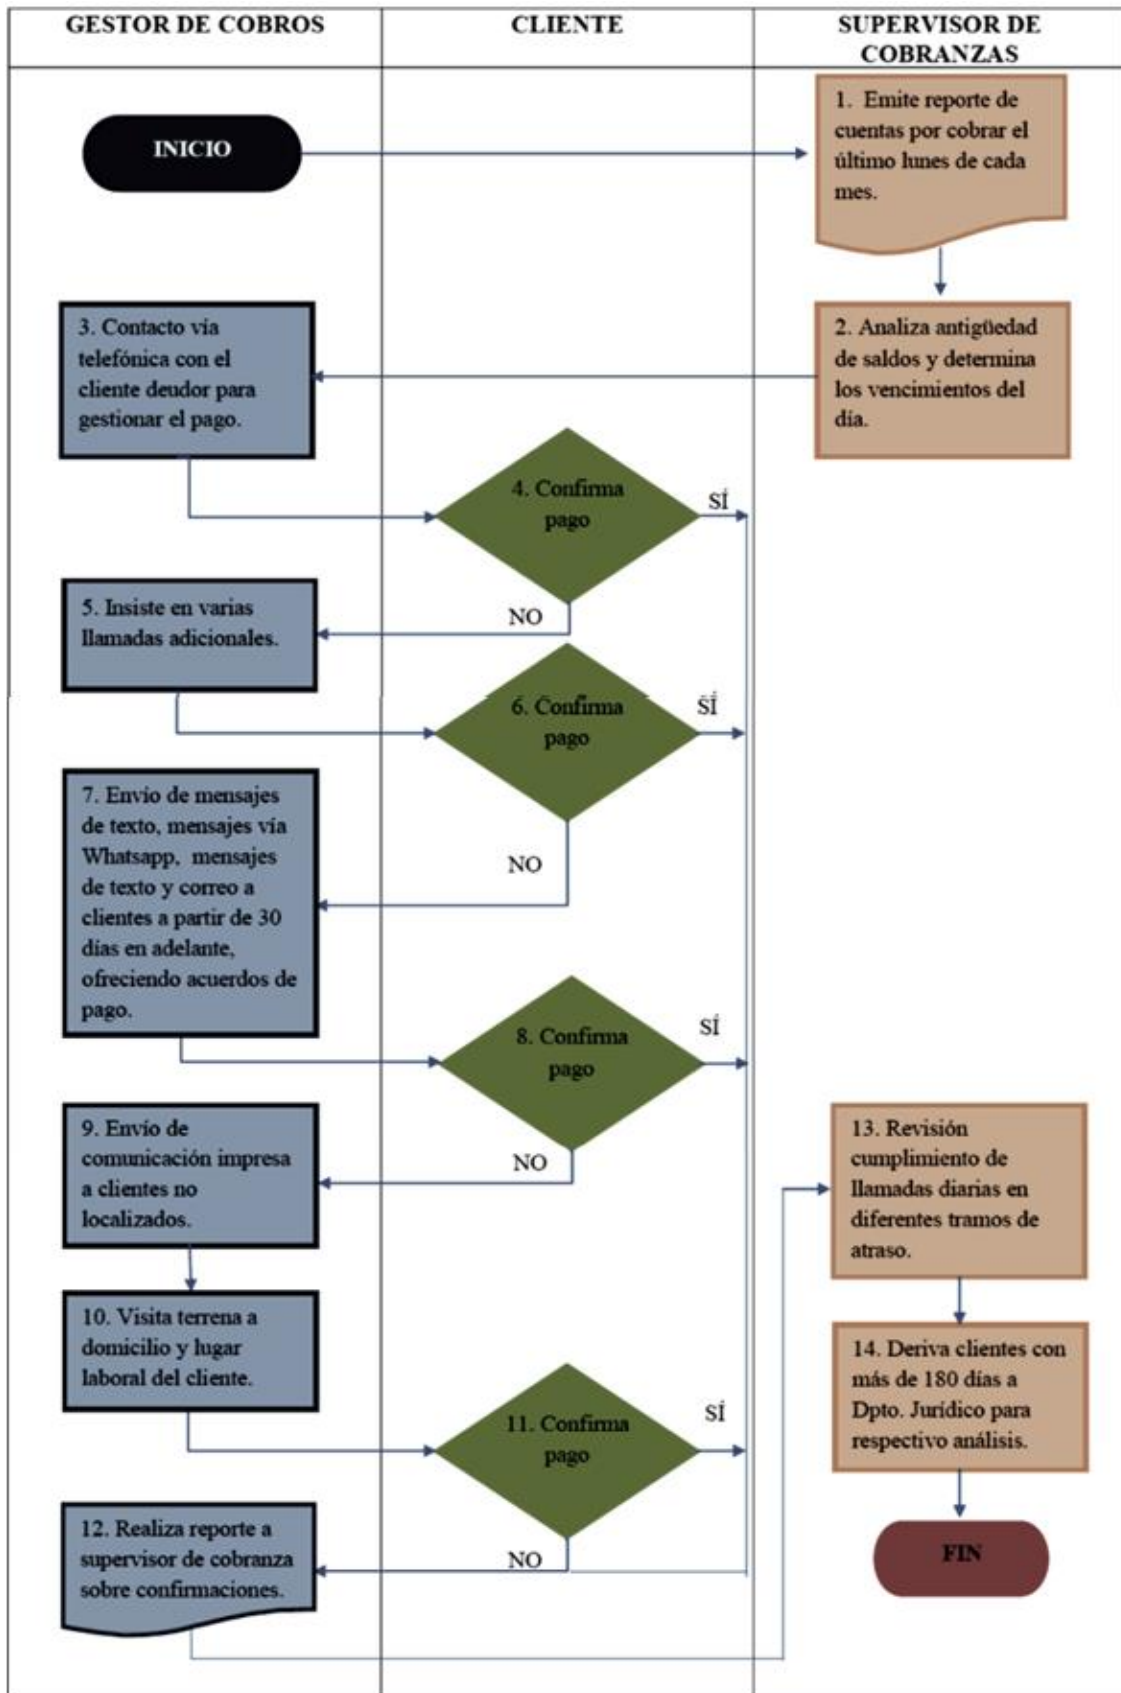 GESTOR DE COBROS
CLIENTE
SUPERVISOR DE
COBRANZAS
INICIO
1. Emite reporte de
cuentas por cobrar el
último lunes de cada
mes.
2. Analiza antigüedad
de saldos y determina
los vencimientos del
día.
3. Contacto vía
telefónica con el
cliente deudor para
gestionar el pago.
4. Confirma
pago
SÍ
NO
5. Insiste en varias
llamadas adicionales.
6. Confirma
pago
SÍ
NO
7. Envío de mensajes
de texto, mensajes vía
Whatsapp, mensajes
de texto y correo a
clientes a partir de 30
días en adelante,
ofreciendo acuerdos de
pago.
8. Confirma
pago
SÍ
NO
9. Envío de
comunicación impresa
a clientes no
localizados.
10. Visita terrena a
domicilio y lugar
laboral del cliente.
11. Confirma
pago
SÍ
NO
12. Realiza reporte a
supervisor de cobranza
sobre confirmaciones.
13. Revisión
cumplimiento de
llamadas diarias en
diferentes tramos de
atraso.
14. Deriva clientes con
más de 180 días a
Dpto. Jurídico para
respectivo análisis.
FIN